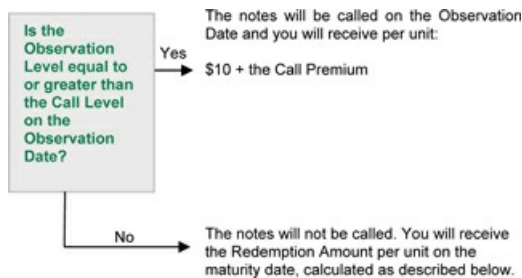 Is the
Observation
Level equal to
or greater than
the Call Level
on the
Observation
Date?
Yes
The notes will be called on the Observation
Date and you will receive per unit:
$10 + the Call Premium
No
The notes will not be called. You will receive
the Redemption Amount per unit on the
maturity date, calculated as described below.